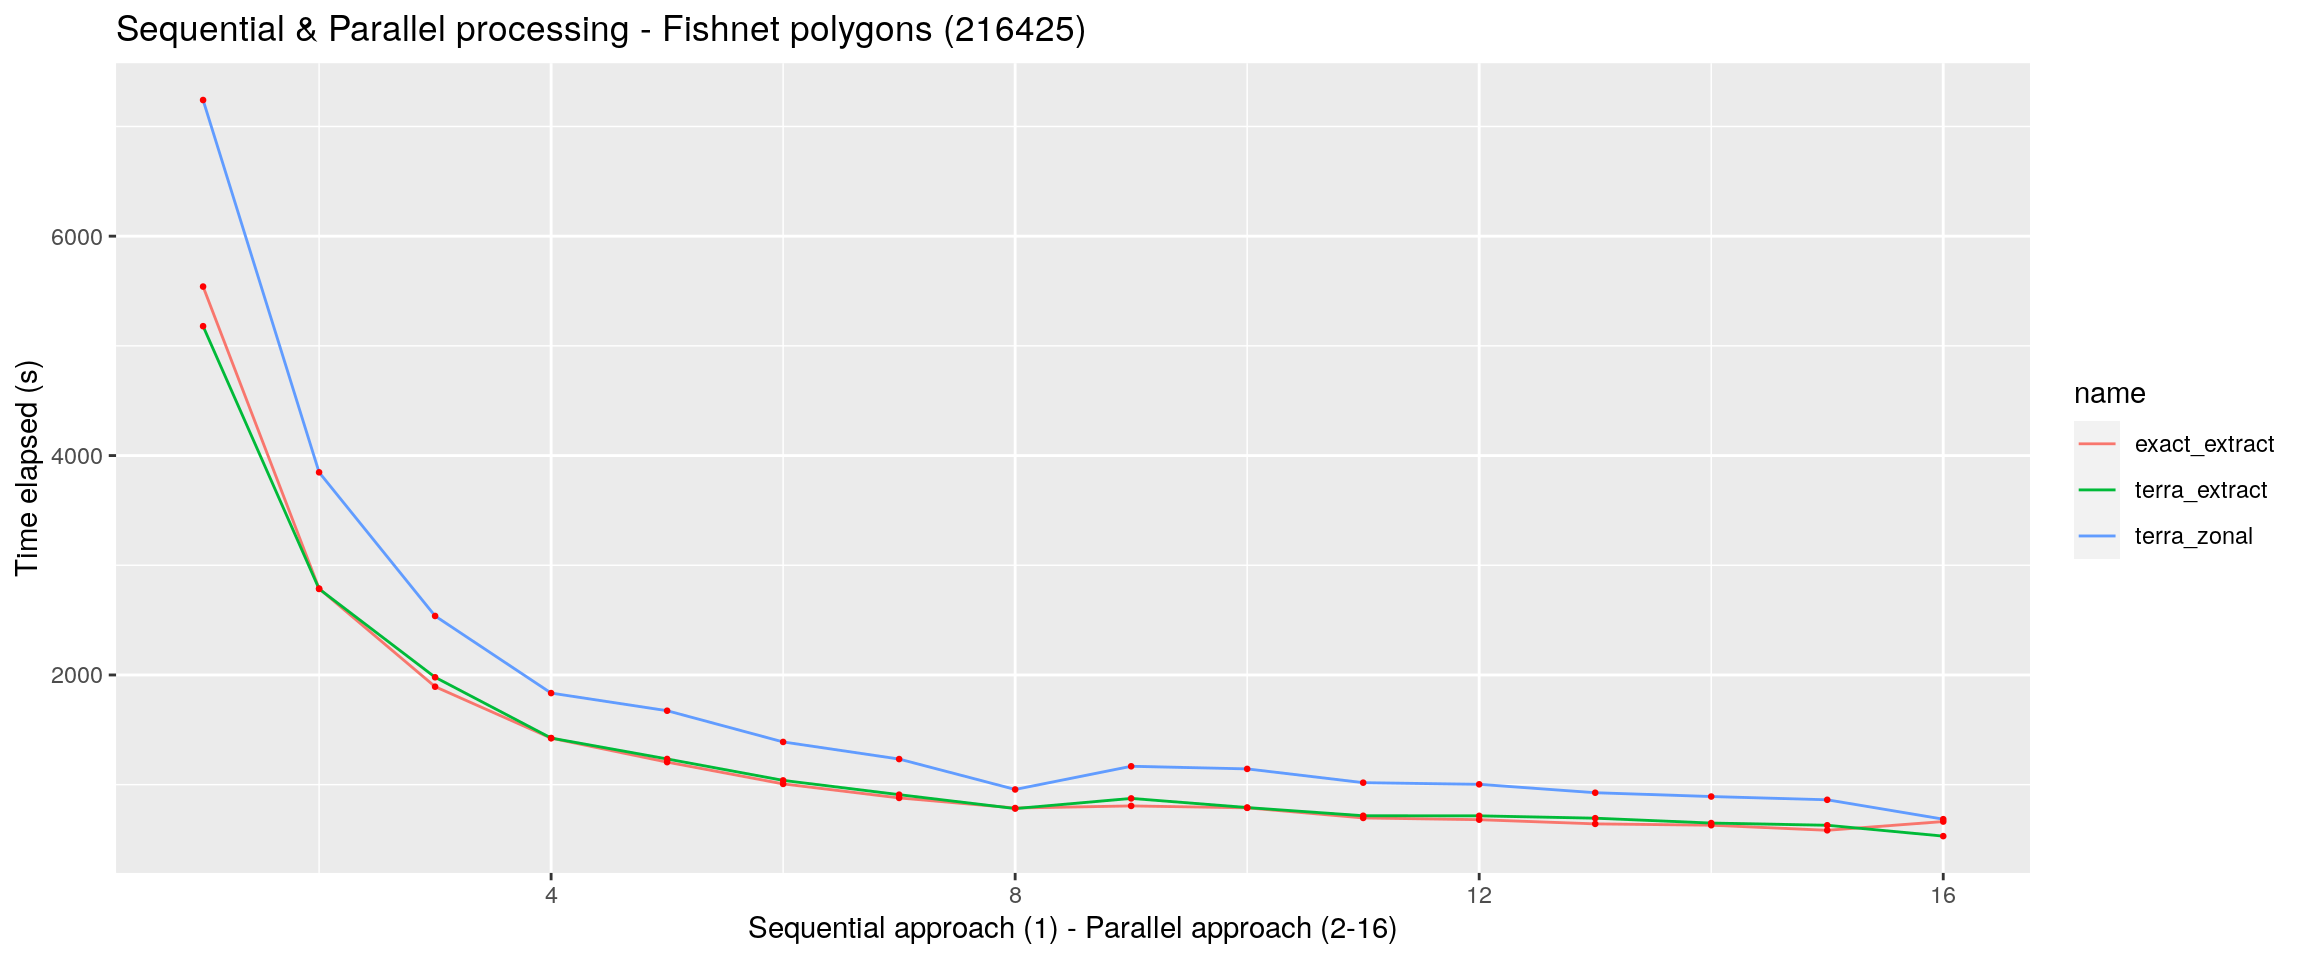 Sequential & Parallel processing - Fishnet polygons (216425)
Time elapsed (s)
6000
4000
2000
4
8
12
16
Sequential approach (1) - Parallel approach (2-16)
name
exact_extract
terra_extract
terra_zonal